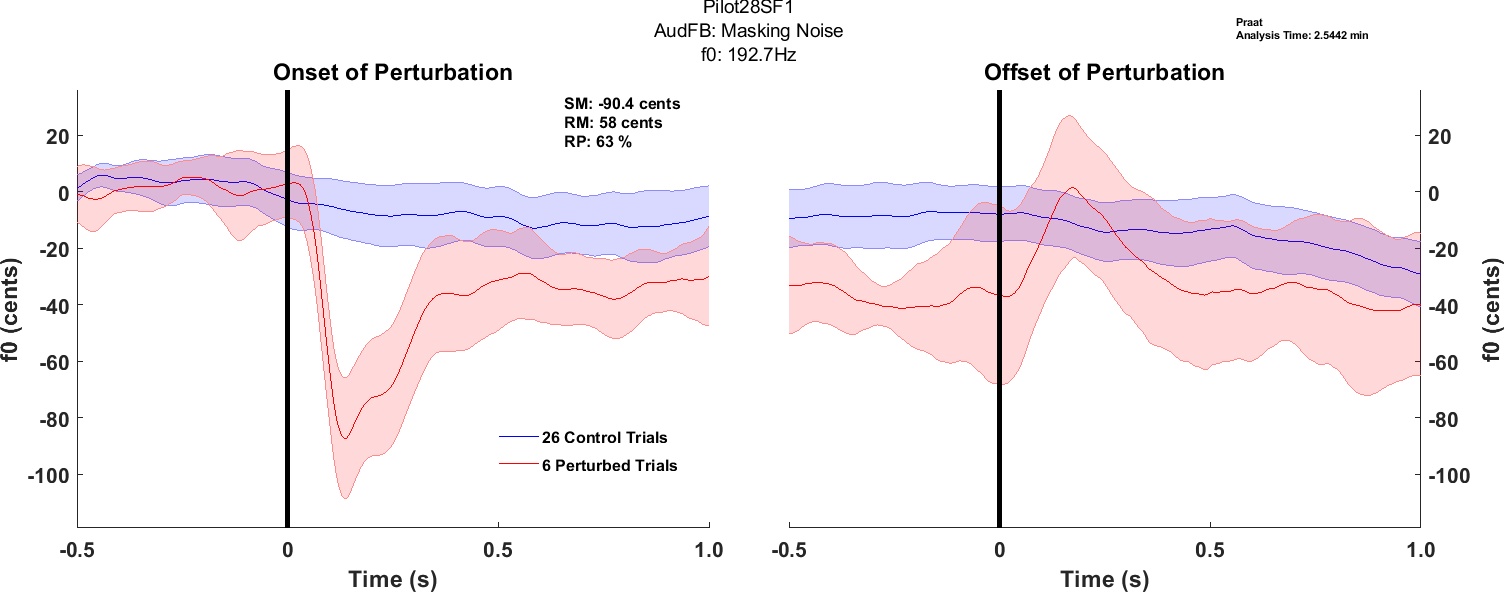 Pilot28SF1
AudFB: Masking Noise
f0: 192.7Hz
Praat
Analysis Time: 2.5442 min
Onset of Perturbation
SM: -90.4 cents
RM: 58 cents
RP: 63 %
20
0
-20
-40
-60
-80
-100
f0 (cents)
26 Control Trials
6 Perturbed Trials
-0.5
0
0.5
1.0
Time (s)
Offset of Perturbation
20
0
-20
-40
-60
-80
-100
f0 (cents)
-0.5
0
0.5
1.0
Time (s)